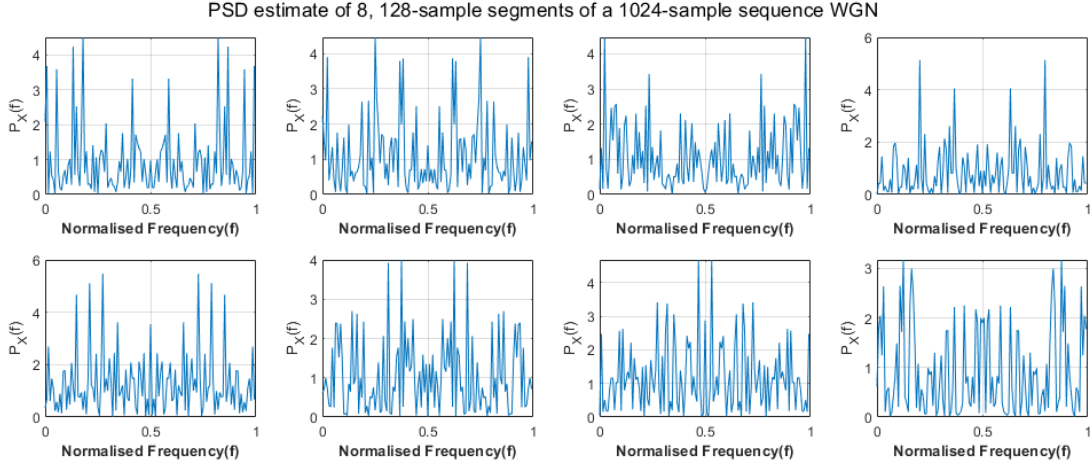 PSD estimate of 8, 128-sample segments of a 1024-sample sequence WGN
P_X(f)
4
3
2
1
0
0 0.5 1
Normalised Frequency(f)
P_X(f)
4
3
2
1
0
0 0.5 1
Normalised Frequency(f)
P_X(f)
4
3
2
1
0
0 0.5 1
Normalised Frequency(f)
P_X(f)
6
4
2
0
0 0.5 1
Normalised Frequency(f)
P_X(f)
6
4
2
0
0 0.5 1
Normalised Frequency(f)
P_X(f)
4
3
2
1
0
0 0.5 1
Normalised Frequency(f)
P_X(f)
4
3
2
1
0
0 0.5 1
Normalised Frequency(f)
P_X(f)
3
2
1
0
0 0.5 1
Normalised Frequency(f)